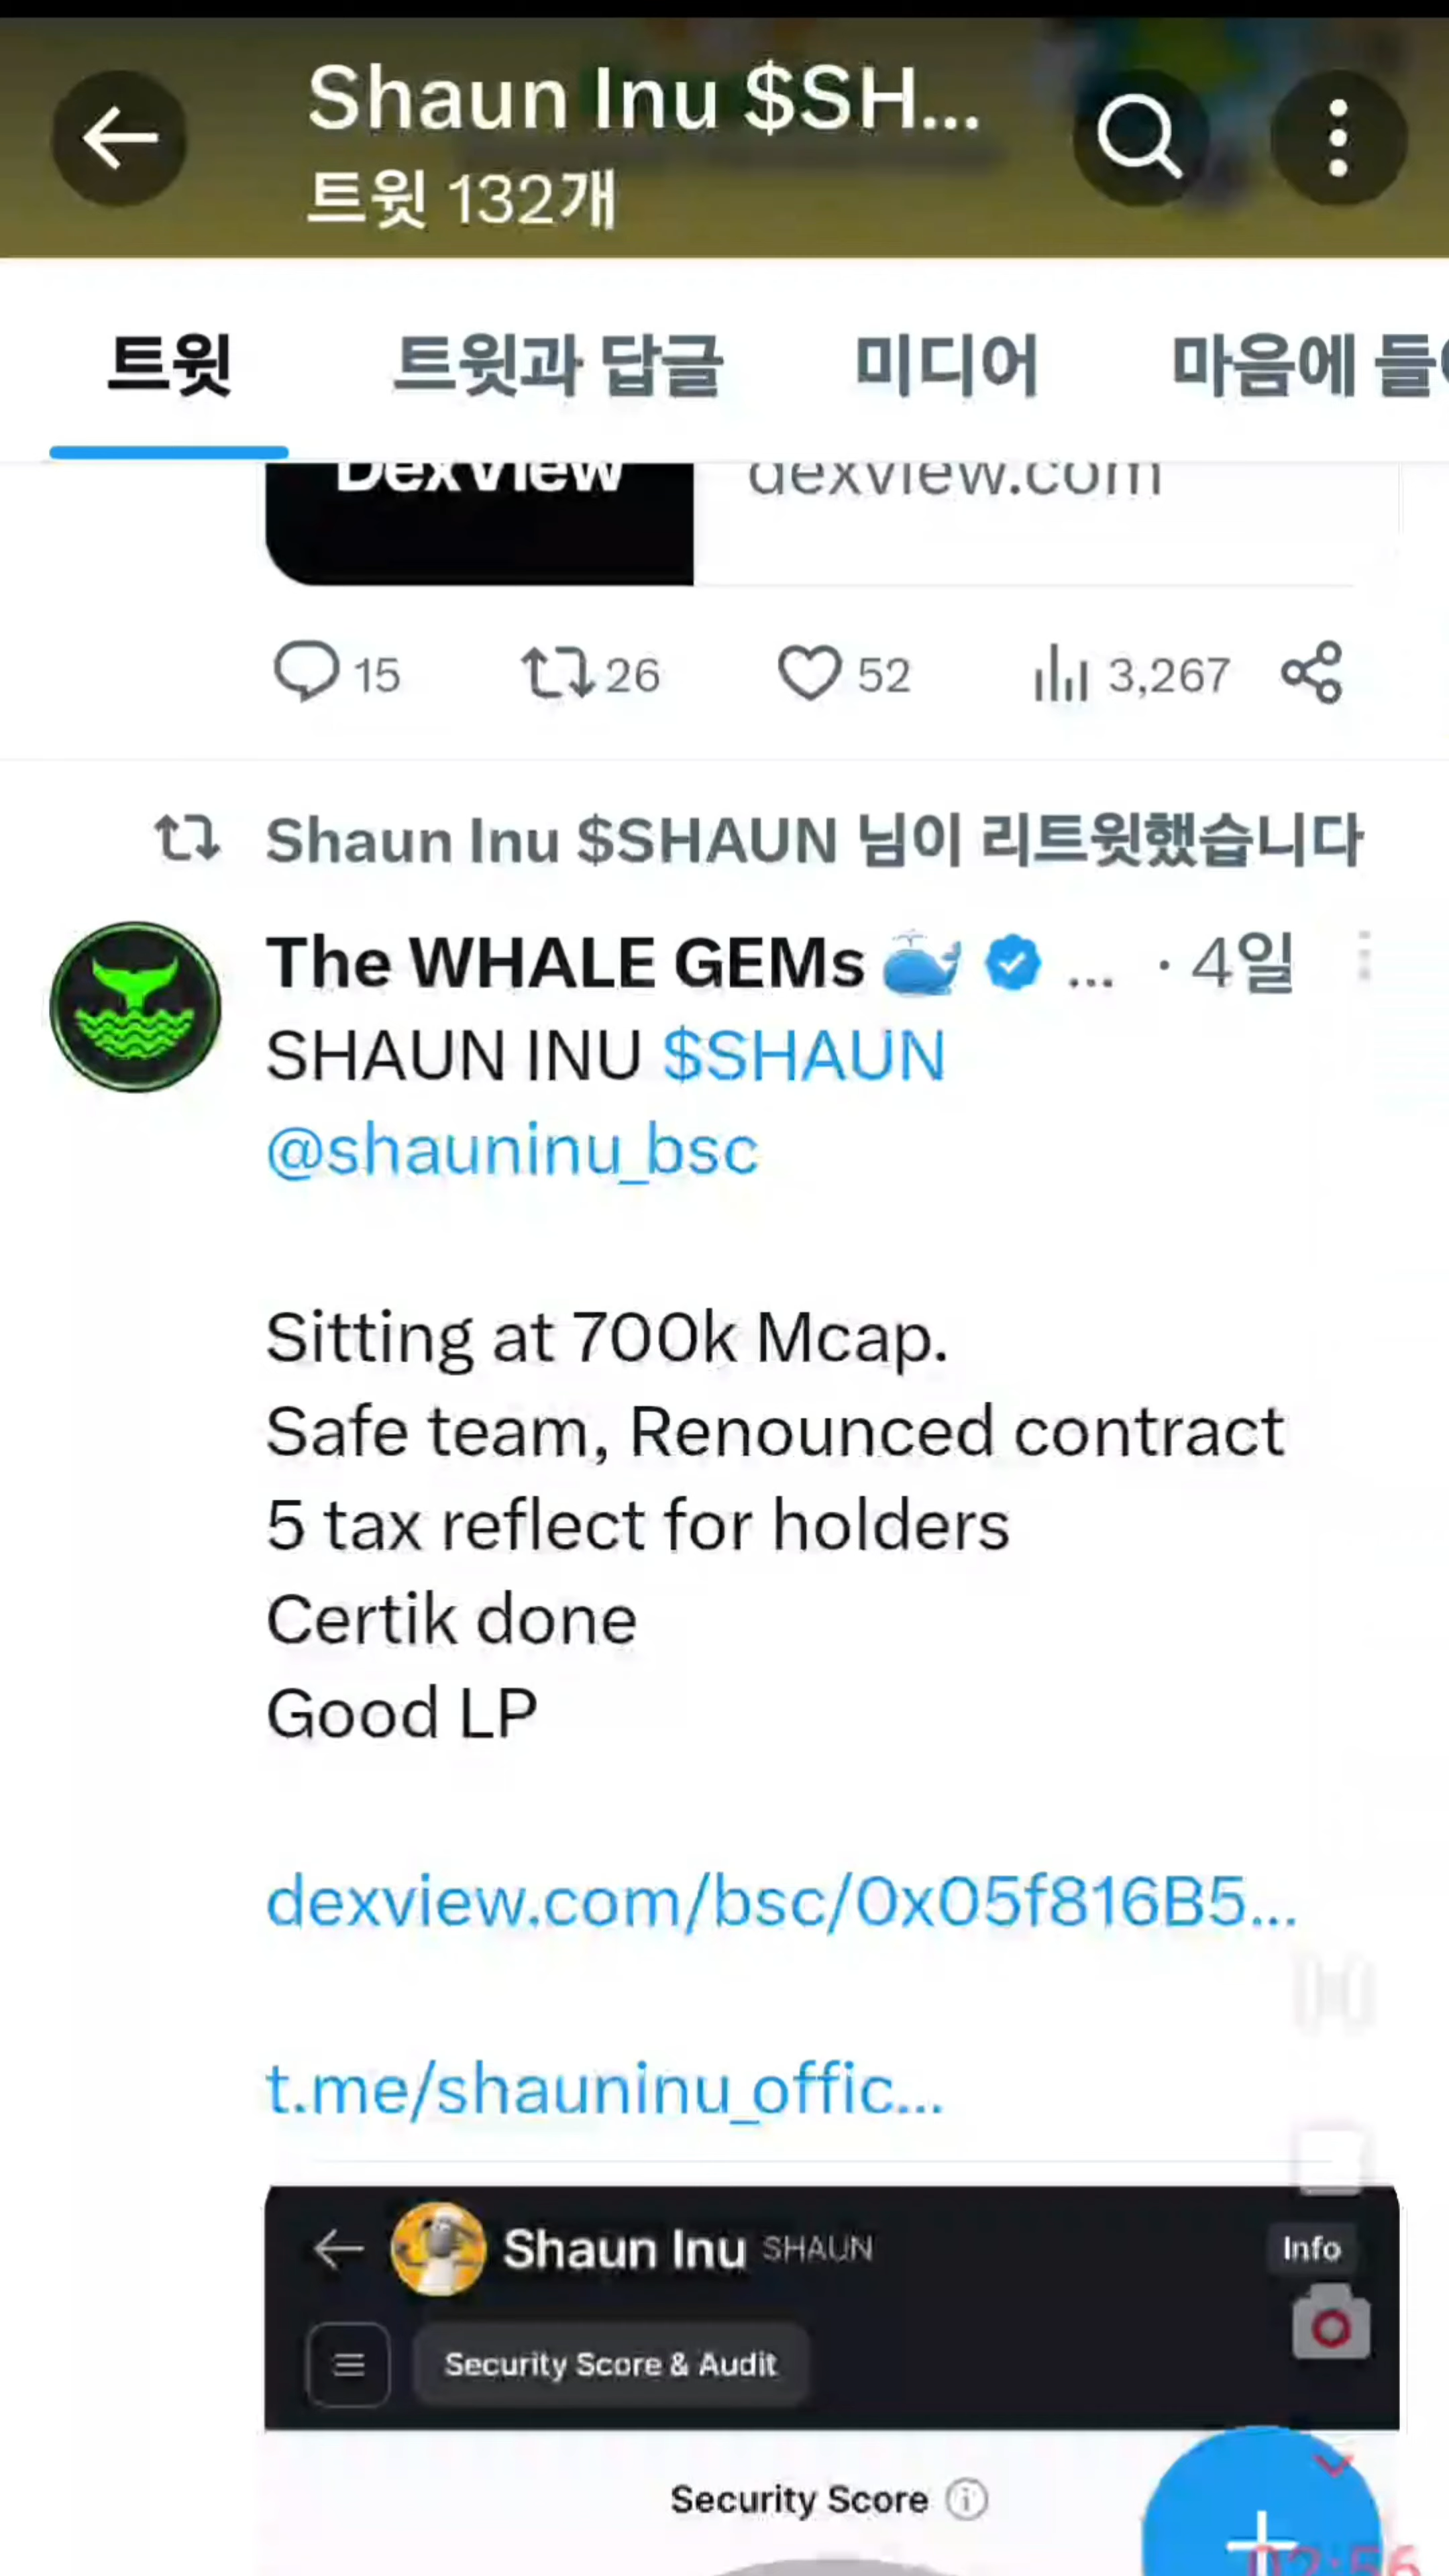 Shaun Inu $SH...
트윗 132개
트윗 트윗과 답글 미디어 마음에 들
DexView dexview.com
15 26 52 3,267
Shaun Inu $SHAUN 님이 리트윗했습니다
The WHALE GEMs ... · 4일
SHAUN INU $SHAUN
@shauninu_bsc
Sitting at 700k Mcap.
Safe team, Renounced contract
5 tax reflect for holders
Certik done
Good LP
dexview.com/bsc/0x05f816B5...
t.me/shauninu_offic...
Shaun Inu SHAUN Info
Security Score & Audit
Security Score
02:56